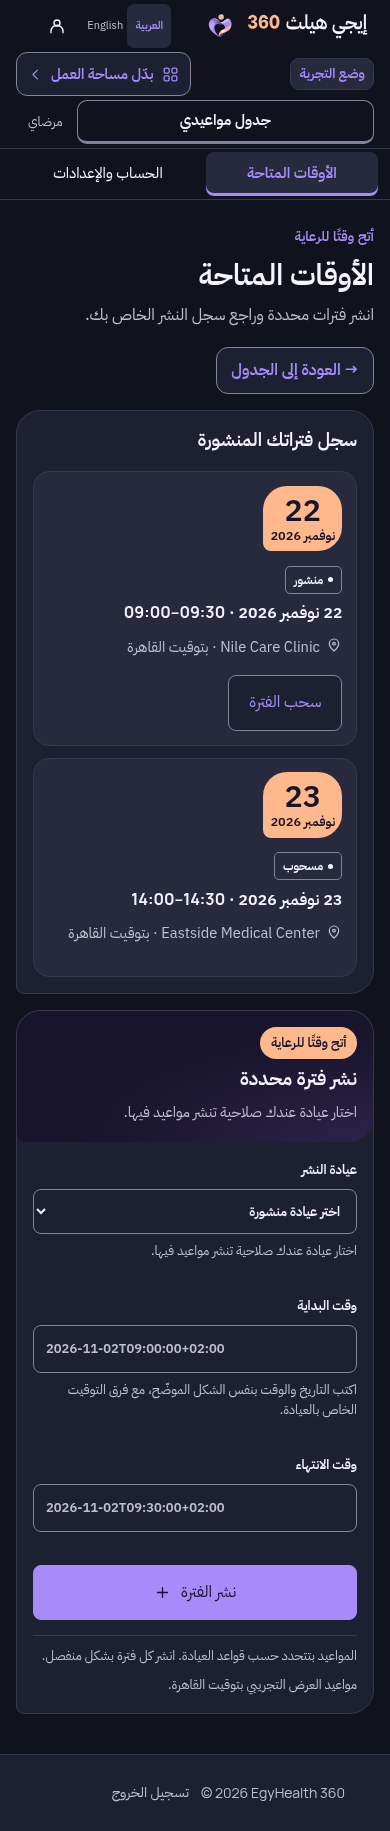 إيجي هيلث 360
العربية
English
وضع التجربة
بدّل مساحة العمل
جدول مواعيدي
مرضاي
الأوقات المتاحة
الحساب والإعدادات
أتح وقتًا للرعاية
الأوقات المتاحة
انشر فترات محددة وراجع سجل النشر الخاص بك.
→ العودة إلى الجدول
سجل فتراتك المنشورة
22
نوفمبر 2026
• منشور
22 نوفمبر 2026 · 09:00–09:30
Nile Care Clinic · بتوقيت القاهرة
سحب الفترة
23
نوفمبر 2026
• مسحوب
23 نوفمبر 2026 · 14:00–14:30
Eastside Medical Center · بتوقيت القاهرة
أتح وقتًا للرعاية
نشر فترة محددة
اختار عيادة عندك صلاحية تنشر مواعيد فيها.
عيادة النشر
اختر عيادة منشورة
اختار عيادة عندك صلاحية تنشر مواعيد فيها.
وقت البداية
2026-11-02T09:00:00+02:00
اكتب التاريخ والوقت بنفس الشكل الموضّح، مع فرق التوقيت
الخاص بالعيادة.
وقت الانتهاء
2026-11-02T09:30:00+02:00
نشر الفترة +
المواعيد بتتحدد حسب قواعد العيادة. انشر كل فترة بشكل منفصل.
مواعيد العرض التجريبي بتوقيت القاهرة.
© 2026 EgyHealth 360
تسجيل الخروج